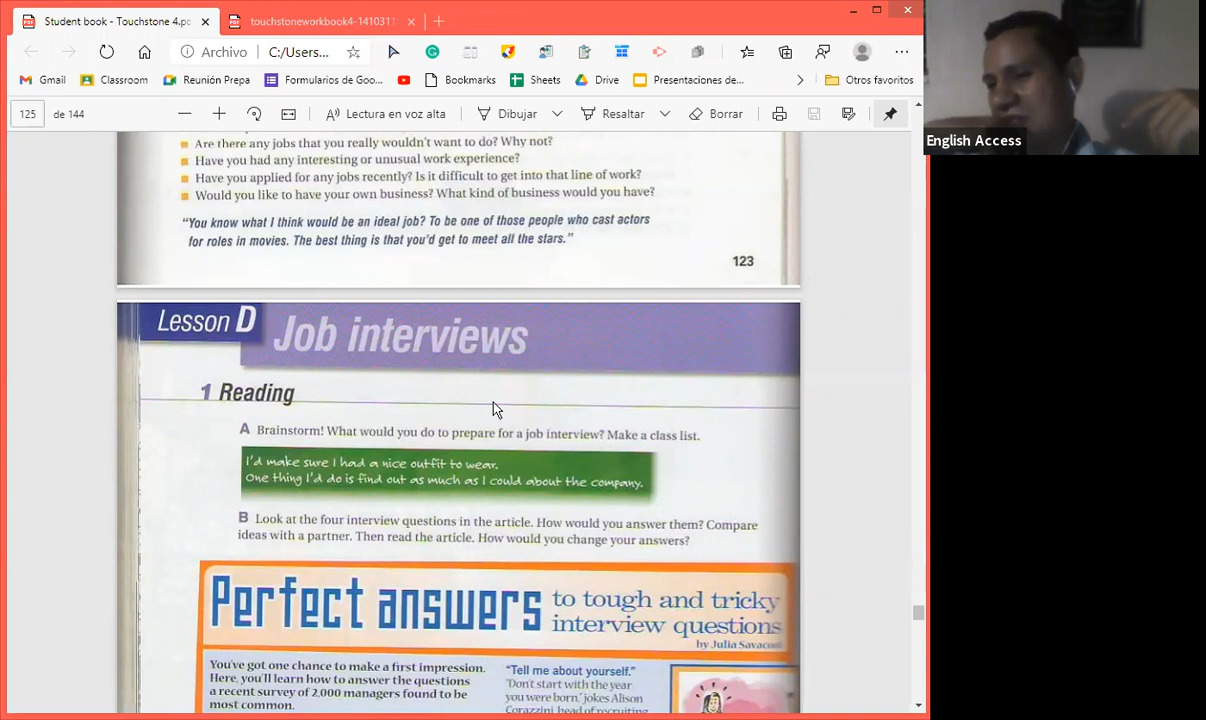 Student book - Touchstone 4.pc
touchstoneworkbook4-1410311
Archivo
C:/Users...
Gmail
Classroom
Reunión Prepa
Formularios de Goo...
Bookmarks
Sheets
Drive
Presentaciones de...
Otros favoritos
125
de 144
Lectura en voz alta
Dibujar
Resaltar
Borrar
Are there any jobs that you really wouldn't want to do? Why not?
Have you had any interesting or unusual work experience?
Have you applied for any jobs recently? Is it difficult to get into that line of work?
Would you like to have your own business? What kind of business would you have?
"You know what I think would be an ideal job? To be one of those people who cast actors
for roles in movies. The best thing is that you'd get to meet all the stars."
123
Lesson D
Job interviews
1 Reading
A Brainstorm! What would you do to prepare for a job interview? Make a class list.
I'd make sure I had a nice outfit to wear.
One thing I'd do is find out as much as I could about the company.
B Look at the four interview questions in the article. How would you answer them? Compare
ideas with a partner. Then read the article. How would you change your answers?
Perfect answers
to tough and tricky
interview questions
by Julia
You've got one chance to make a first impression.
Here, you'll learn how to answer the questions
a recent survey of 2,000 managers found to be
most common.
"Tell me about yourself."
"Don't start with the year
you were born," jokes Alison
Corazzini, head of recruiting
English Access